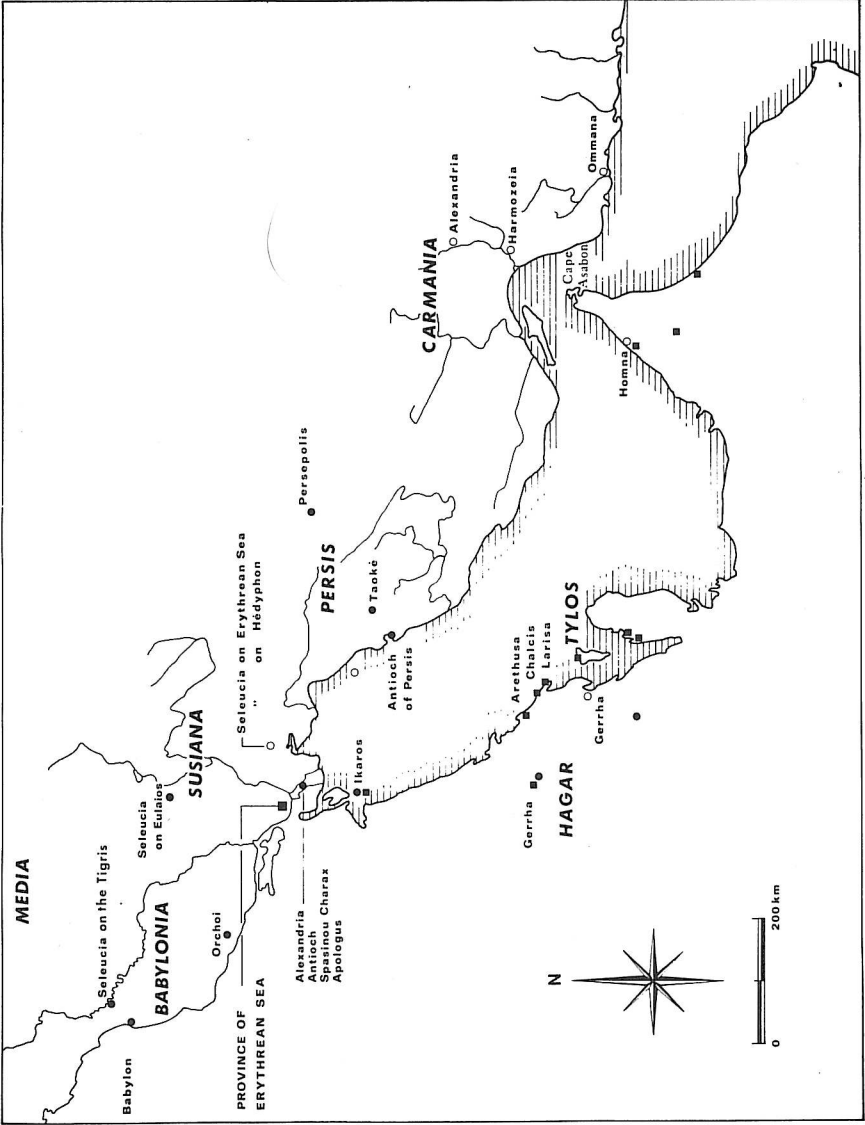 MEDIA
Seleucia on the Tigris
BABYLONIA
Babylon
Seleucia
on Eulaios
SUSIANA
Orchoi
PROVINCE OF
ERYTHREAN SEA
Alexandria
Antioch
Spasinou Charax
Apologus
Seleucia on Erythrean Sea
" on Hédyphon
Ikaros
PERSIS
Persepolis
Taoké
Antioch
of Persis
CARMANIA
Alexandria
Harmozeia
Ommana
Cape
Asabon
Homna
Arethusa
Chalcis
Larisa
TYLOS
Gerrha
Gerrha
HAGAR
N
0
200 km